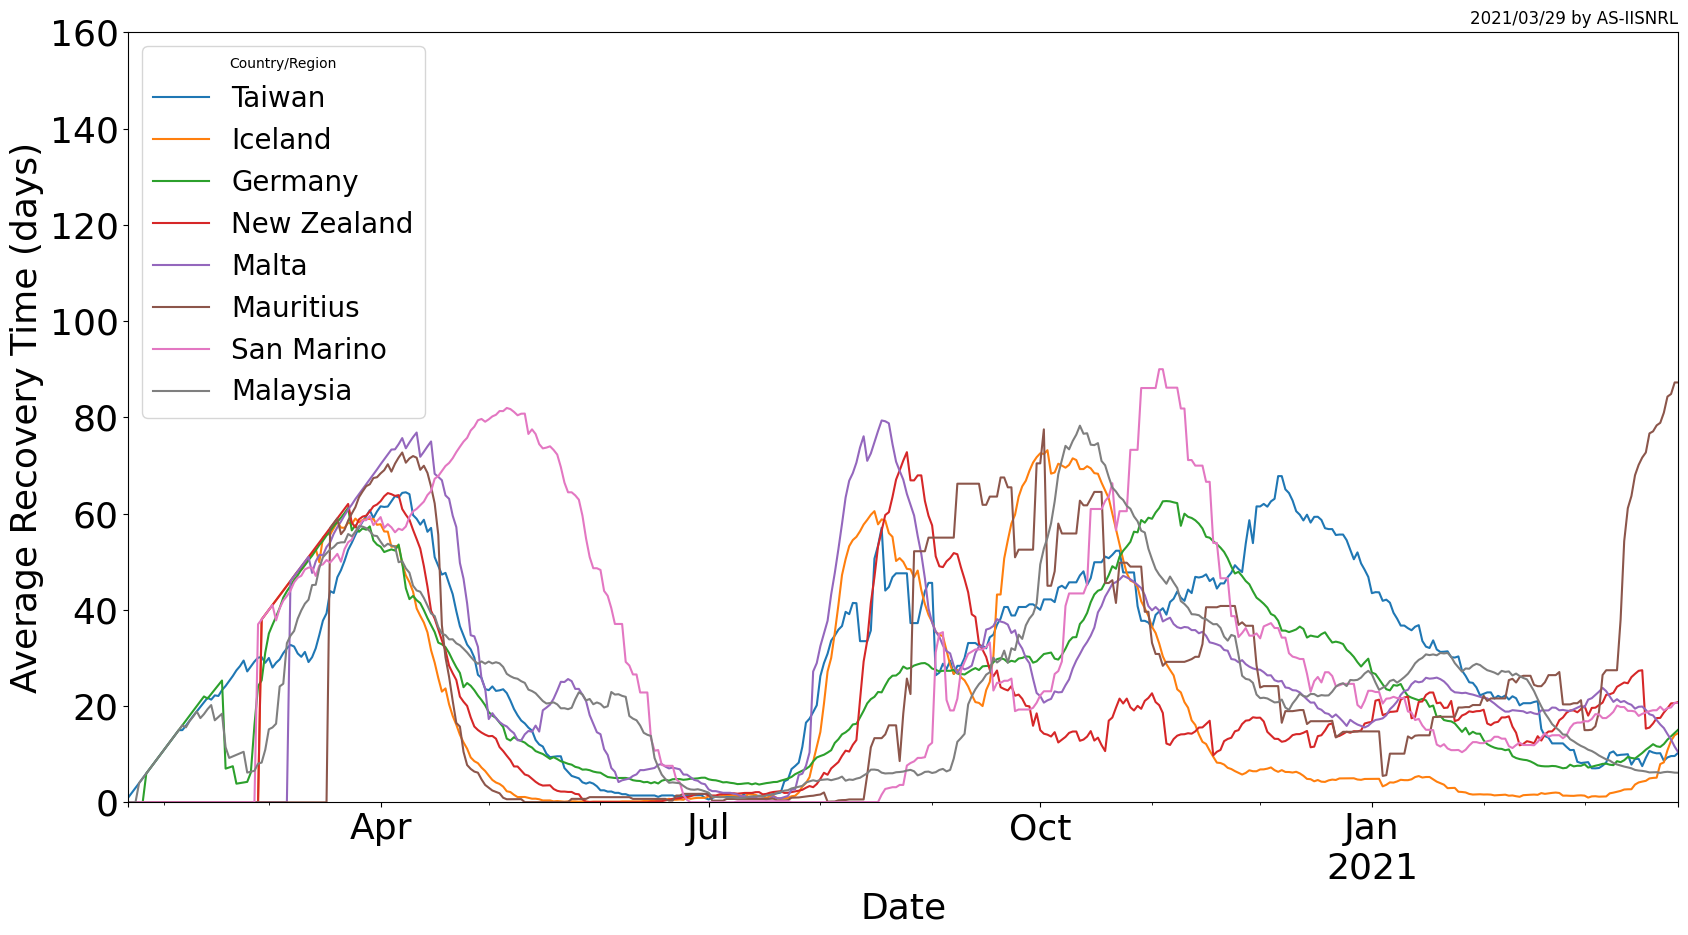 2021/03/29 by AS-IISNRL
160
140
120
100
80
60
40
20
0
Average Recovery Time (days)
Country/Region
Taiwan
Iceland
Germany
New Zealand
Malta
Mauritius
San Marino
Malaysia
Apr
Jul
Oct
Jan
2021
Date